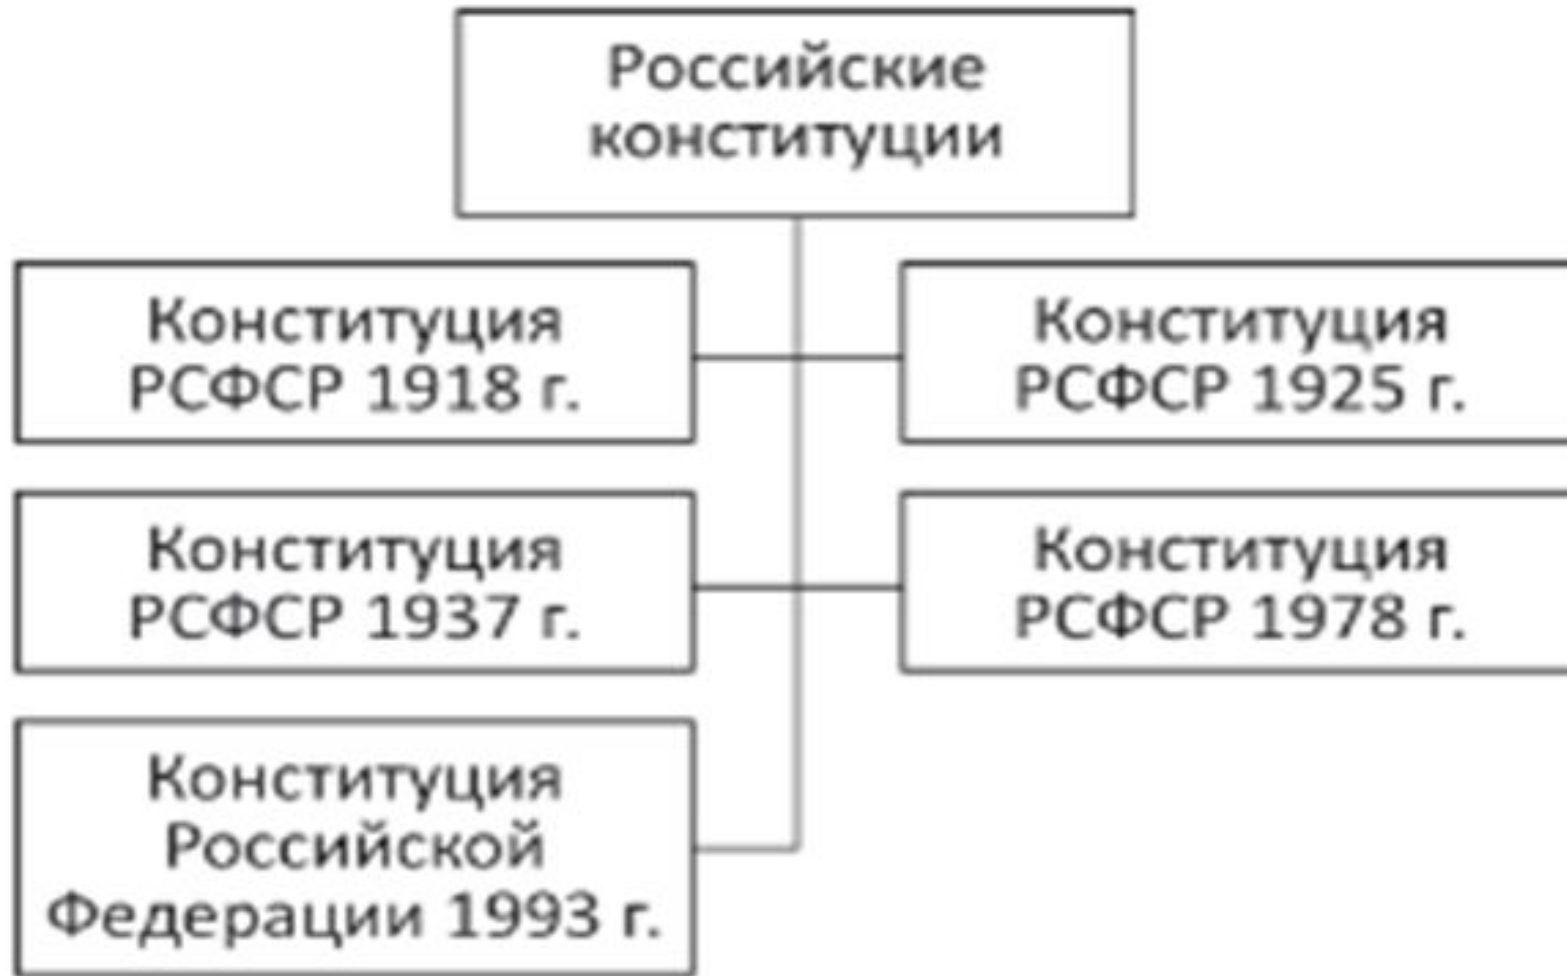 Российские
конституции
Конституция
РСФСР 1918 г.
Конституция
РСФСР 1925 г.
Конституция
РСФСР 1937 г.
Конституция
РСФСР 1978 г.
Конституция
Российской
Федерации 1993 г.